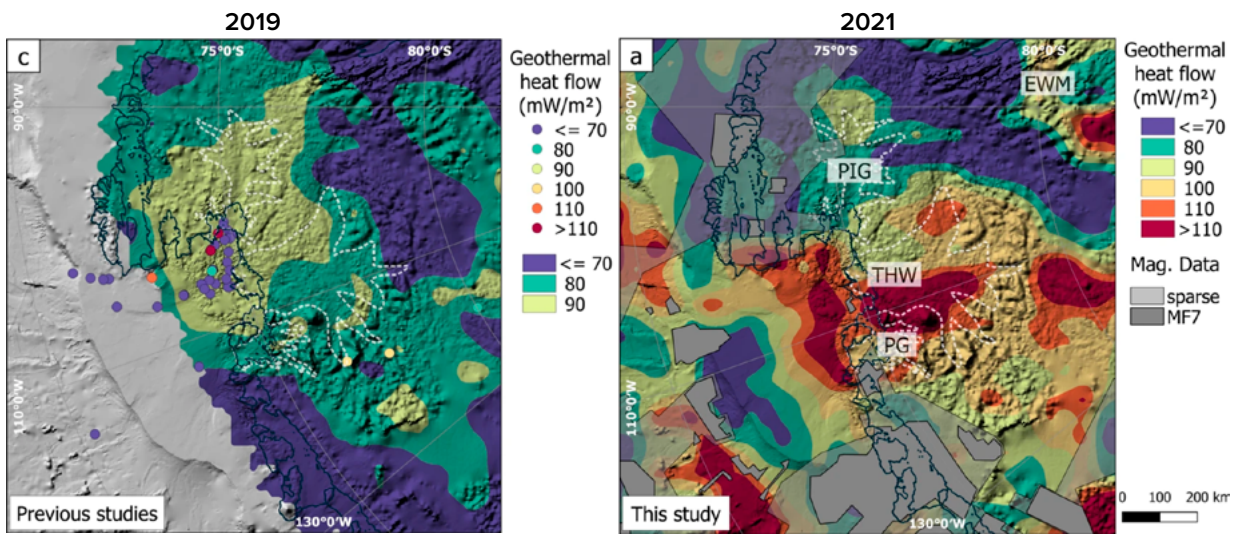 2019
2021
c
75°0'S
80°0'S
90°0'W
110°0'W
130°0'W
Previous studies
Geothermal
heat flow
(mW/m²)
<= 70
80
90
100
110
>110
<= 70
80
90
a
75°0'S
80°0'S
90°0'W
110°0'W
130°0'W
EWM
PIG
THW
PG
This study
Geothermal
heat flow
(mW/m²)
<=70
80
90
100
110
>110
Mag. Data
sparse
MF7
0 100 200 km